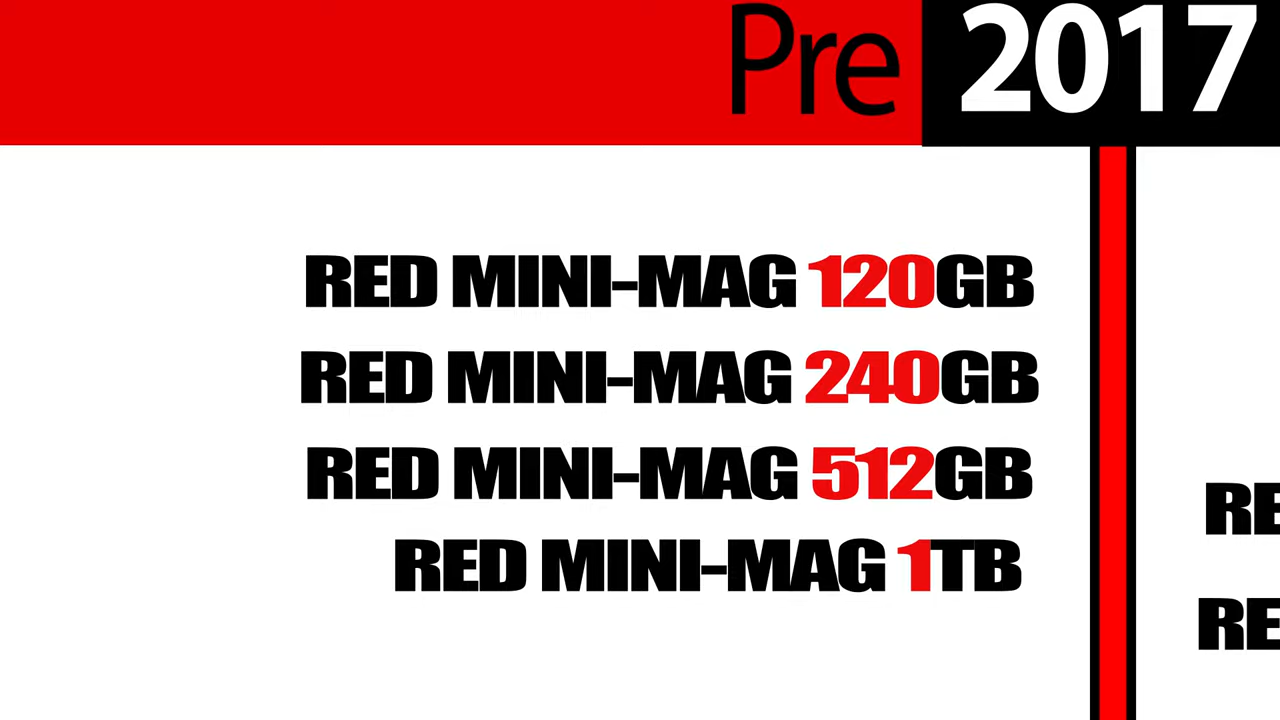 Pre 2017
RED MINI-MAG 120GB
RED MINI-MAG 240GB
RED MINI-MAG 512GB
RED MINI-MAG 1TB